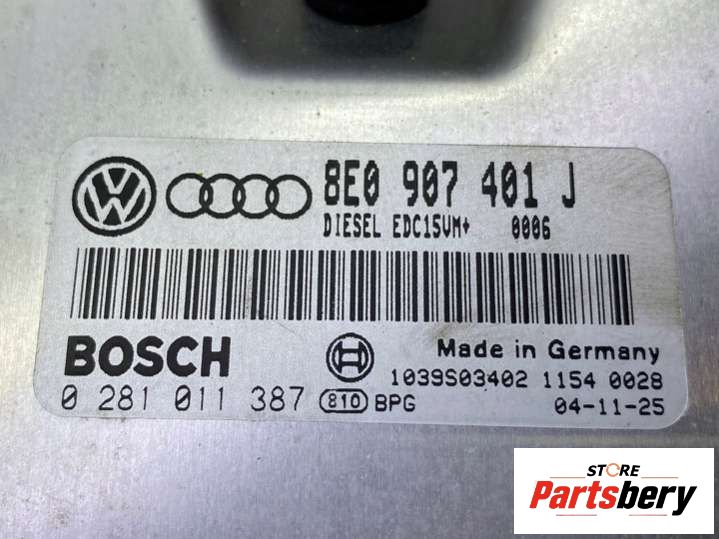 8E0 907 401 J
DIESEL EDC15VM+ 0006
BOSCH
Made in Germany
0 281 011 387
810 BPG
1039S03402 1154 0028
04-11-25
STORE
Partsbery